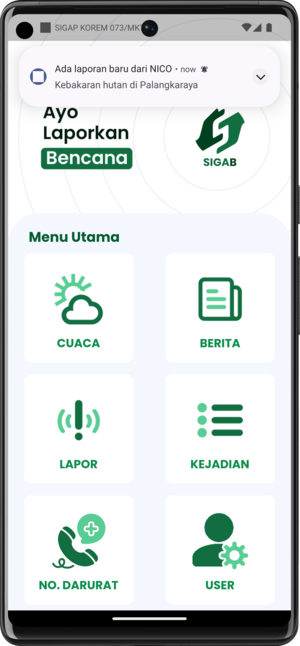 SIGAP KOREM 073/MK
Ada laporan baru dari NICO • now
Kebakaran hutan di Palangkaraya
Ayo
Laporkan
Bencana
SIGAB
Menu Utama
CUACA
BERITA
LAPOR
KEJADIAN
NO. DARURAT
USER